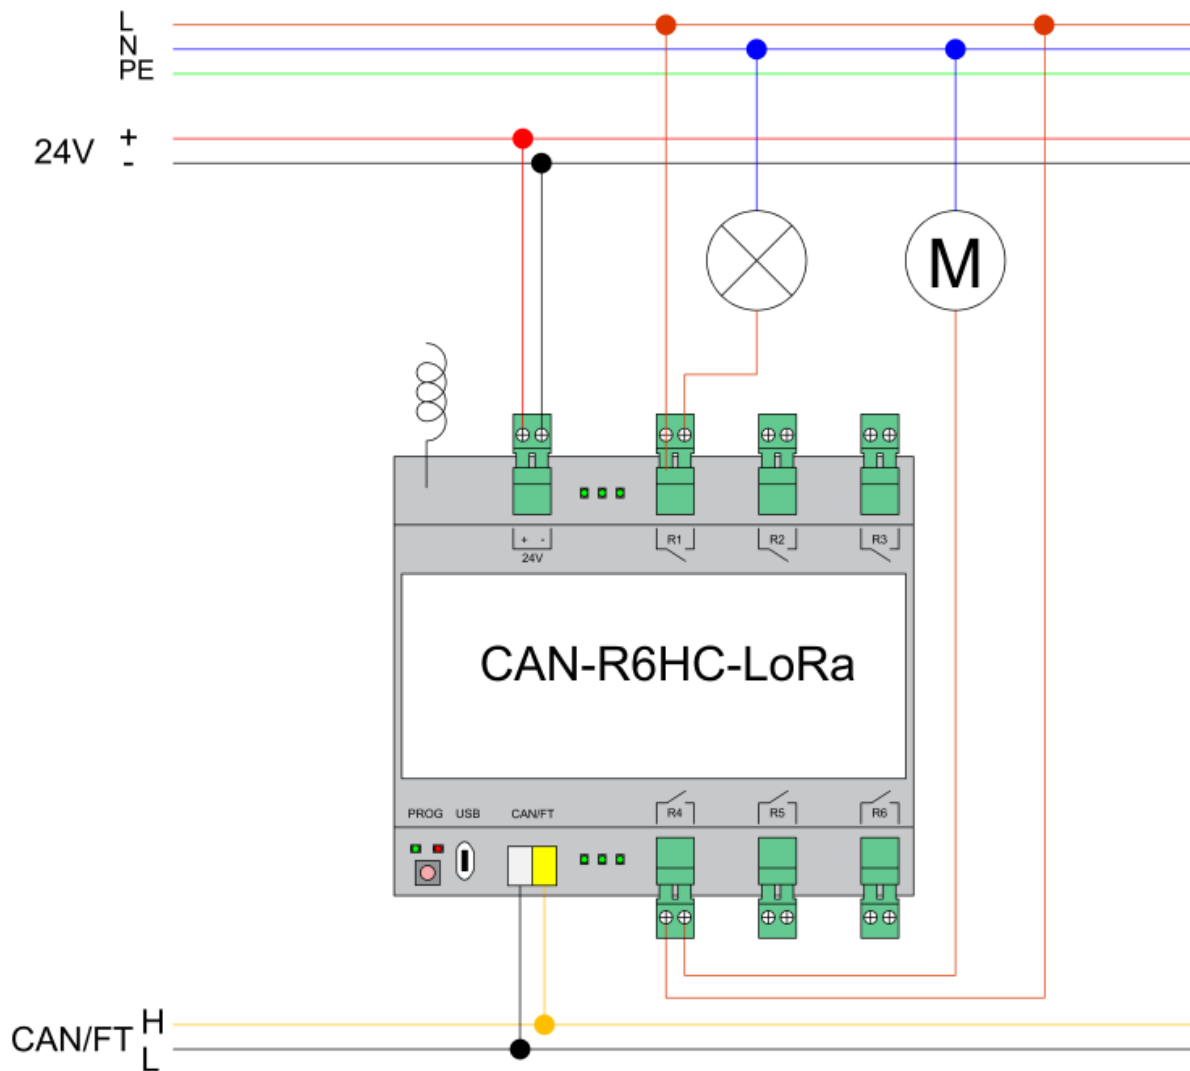 L
N
PE
24V +
-
M
+ -
24V
R1 R2 R3
CAN-R6HC-LoRa
PROG USB CAN/FT R4 R5 R6
CAN/FT H
L